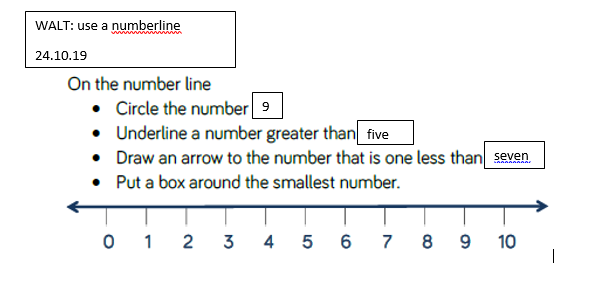 WALT: use a numberline
24.10.19
On the number line
• Circle the number 9
• Underline a number greater than five
• Draw an arrow to the number that is one less than seven
• Put a box around the smallest number.
0 1 2 3 4 5 6 7 8 9 10